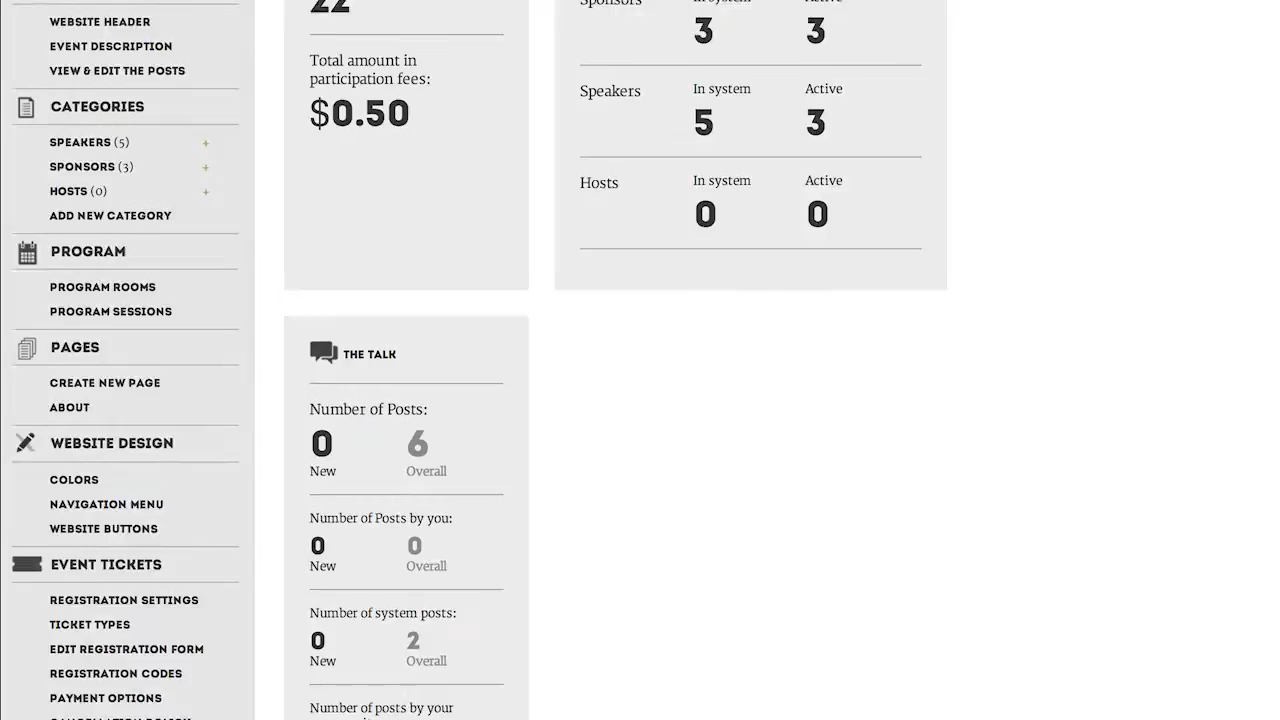 WEBSITE HEADER
EVENT DESCRIPTION
VIEW & EDIT THE POSTS
CATEGORIES
SPEAKERS (5) +
SPONSORS (3) +
HOSTS (0) +
ADD NEW CATEGORY
PROGRAM
PROGRAM ROOMS
PROGRAM SESSIONS
PAGES
CREATE NEW PAGE
ABOUT
WEBSITE DESIGN
COLORS
NAVIGATION MENU
WEBSITE BUTTONS
EVENT TICKETS
REGISTRATION SETTINGS
TICKET TYPES
EDIT REGISTRATION FORM
REGISTRATION CODES
PAYMENT OPTIONS
22
Total amount in
participation fees:
$0.50
Sponsors In system Active
3 3
Speakers In system Active
5 3
Hosts In system Active
0 0
THE TALK
Number of Posts:
0 6
New Overall
Number of Posts by you:
0 0
New Overall
Number of system posts:
0 2
New Overall
Number of posts by your